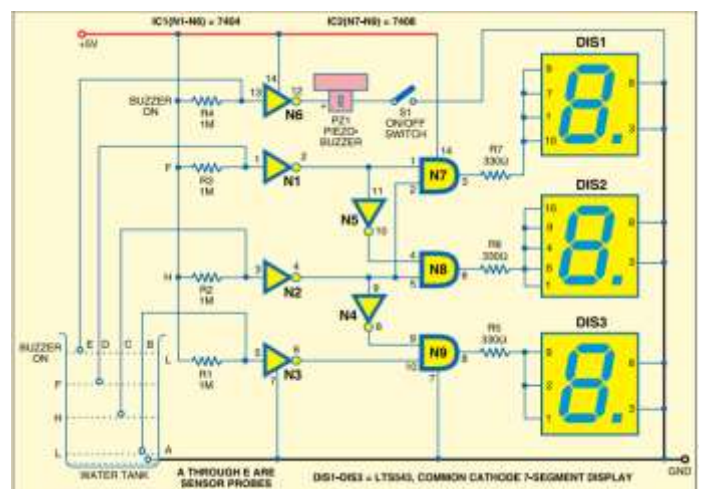 IC1(N1-N6) = 7404
IC2(N7-N9) = 7408
+5V
DIS1
BUZZER
ON
R4
1M
13
14
12
N6
PZ1
PIEZO-
BUZZER
S1
ON/OFF
SWITCH
F
R3
1M
1
2
N1
11
N5
10
14
1
2
3
N7
R7
330Ω
9
7
1
10
8
3
DIS2
H
R2
1M
3
4
N2
9
N4
8
4
5
6
N8
330Ω
10
9
4
6
1
8
3
DIS3
R1
1M
5
6
7
N3
9
10
8
7
N9
R5
330Ω
9
2
1
8
3
BUZZER
ON
E D C B
L
F
H
L
A
WATER TANK
A THROUGH E ARE
SENSOR PROBES
DIS1-DIS3 = LTS543, COMMON CATHODE 7-SEGMENT DISPLAY
GND